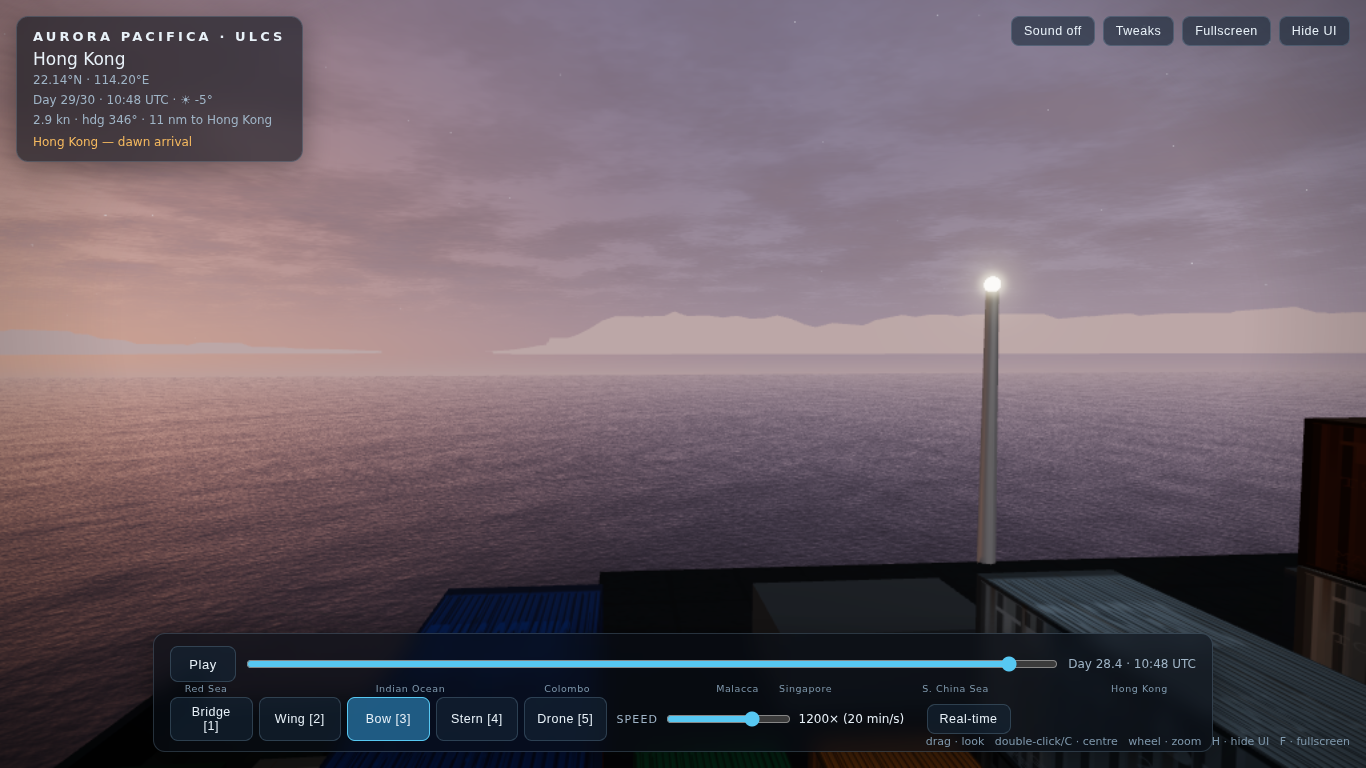 AURORA PACIFICA · ULCS
Hong Kong
22.14°N · 114.20°E
Day 29/30 · 10:48 UTC · ☀ -5°
2.9 kn · hdg 346° · 11 nm to Hong Kong
Hong Kong — dawn arrival
Sound off
Tweaks
Fullscreen
Hide UI
Play
Day 28.4 · 10:48 UTC
Red Sea
Indian Ocean
Colombo
Malacca
Singapore
S. China Sea
Hong Kong
Bridge
[1]
Wing [2]
Bow [3]
Stern [4]
Drone [5]
SPEED
1200× (20 min/s)
Real-time
drag · look double-click/C · centre wheel · zoom H · hide UI F · fullscreen